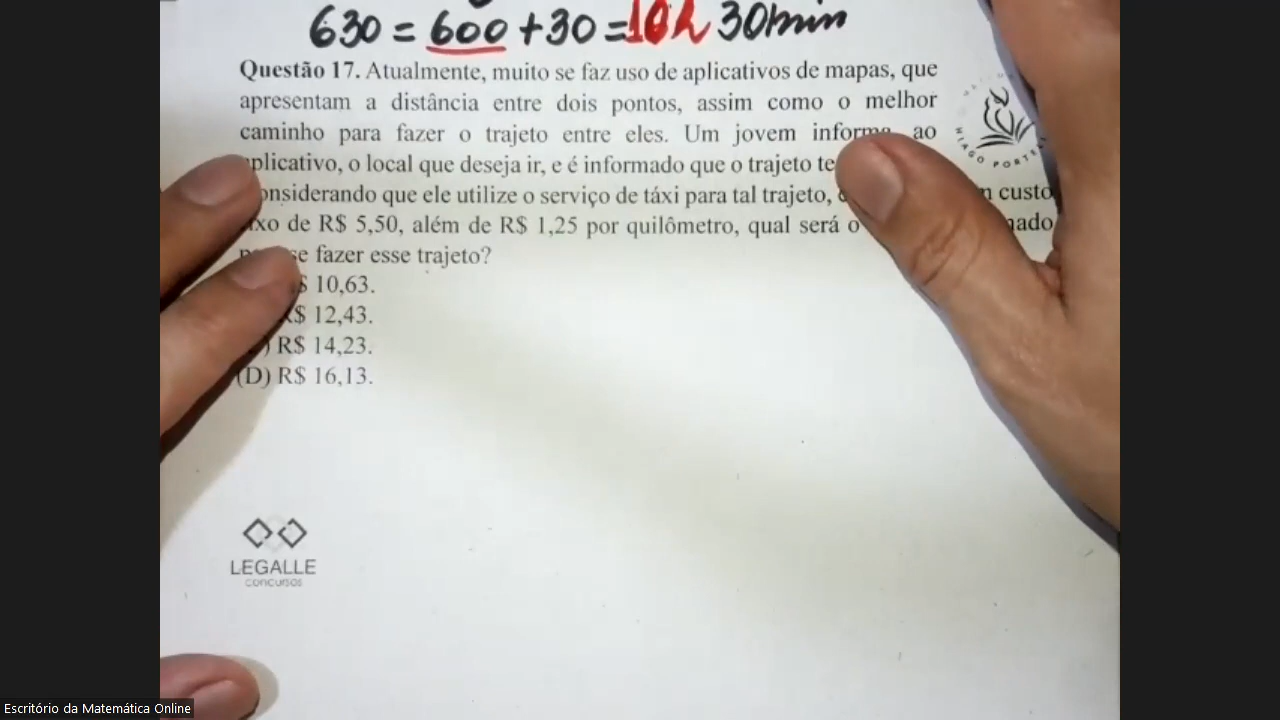 630 = 600 + 30 = 10h 30min
Questão 17. Atualmente, muito se faz uso de aplicativos de mapas, que
apresentam a distância entre dois pontos, assim como o melhor
caminho para fazer o trajeto entre eles. Um jovem informa ao
plicativo, o local que deseja ir, e é informado que o trajeto te
onsiderando que ele utilize o serviço de táxi para tal trajeto, custo
xo de R$ 5,50, além de R$ 1,25 por quilômetro, qual será o nado
se fazer esse trajeto?
$ 10,63.
R$ 12,43.
) R$ 14,23.
(D) R$ 16,13.
LEGALLE
concursos
Escritório da Matemática Online